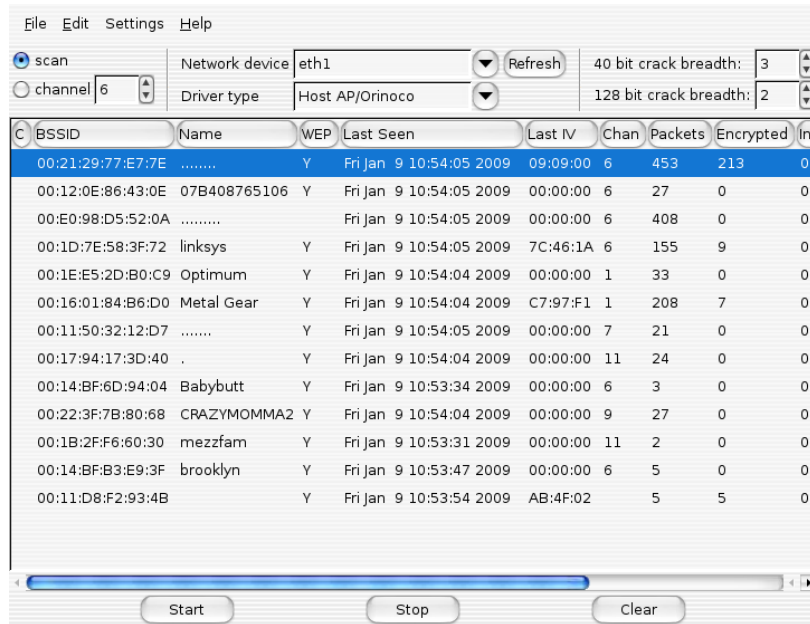 File Edit Settings Help
scan Network device eth1 Refresh 40 bit crack breadth: 3
channel 6 Driver type Host AP/Orinoco 128 bit crack breadth: 2
C BSSID Name WEP Last Seen Last IV Chan Packets Encrypted In
00:21:29:77:E7:7E ........ Y Fri Jan 9 10:54:05 2009 09:09:00 6 453 213 0
00:12:0E:86:43:0E 07B408765106 Y Fri Jan 9 10:54:05 2009 00:00:00 6 27 0 0
00:E0:98:D5:52:0A ......... Fri Jan 9 10:54:05 2009 00:00:00 6 408 0 0
00:1D:7E:58:3F:72 linksys Y Fri Jan 9 10:54:05 2009 7C:46:1A 6 155 9 0
00:1E:E5:2D:B0:C9 Optimum Y Fri Jan 9 10:54:04 2009 00:00:00 1 33 0 0
00:16:01:84:B6:D0 Metal Gear Y Fri Jan 9 10:54:04 2009 C7:97:F1 1 208 7 0
00:11:50:32:12:D7 ....... Y Fri Jan 9 10:54:05 2009 00:00:00 7 21 0 0
00:17:94:17:3D:40 . Y Fri Jan 9 10:54:04 2009 00:00:00 11 24 0 0
00:14:BF:6D:94:04 Babybutt Y Fri Jan 9 10:53:34 2009 00:00:00 6 3 0 0
00:22:3F:7B:80:68 CRAZYMOMMA2 Y Fri Jan 9 10:54:04 2009 00:00:00 9 27 0 0
00:1B:2F:F6:60:30 mezzfam Y Fri Jan 9 10:53:31 2009 00:00:00 11 2 0 0
00:14:BF:B3:E9:3F brooklyn Y Fri Jan 9 10:53:47 2009 00:00:00 6 5 0 0
00:11:D8:F2:93:4B Y Fri Jan 9 10:53:54 2009 AB:4F:02 5 5 0
Start Stop Clear